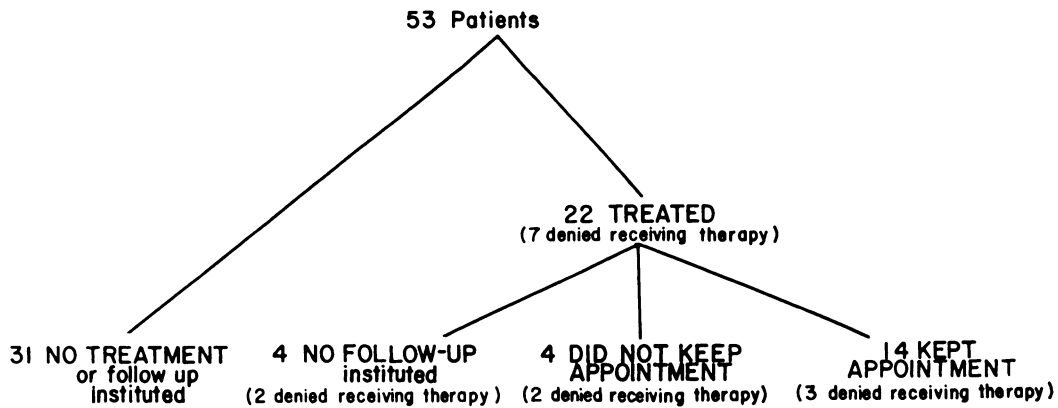 53 Patients
22 TREATED
(7 denied receiving therapy)
31 NO TREATMENT
or follow up
instituted
4 NO FOLLOW-UP
instituted
(2 denied receiving therapy)
4 DID NOT KEEP
APPOINTMENT
(2 denied receiving therapy)
14 KEPT
APPOINTMENT
(3 denied receiving therapy)